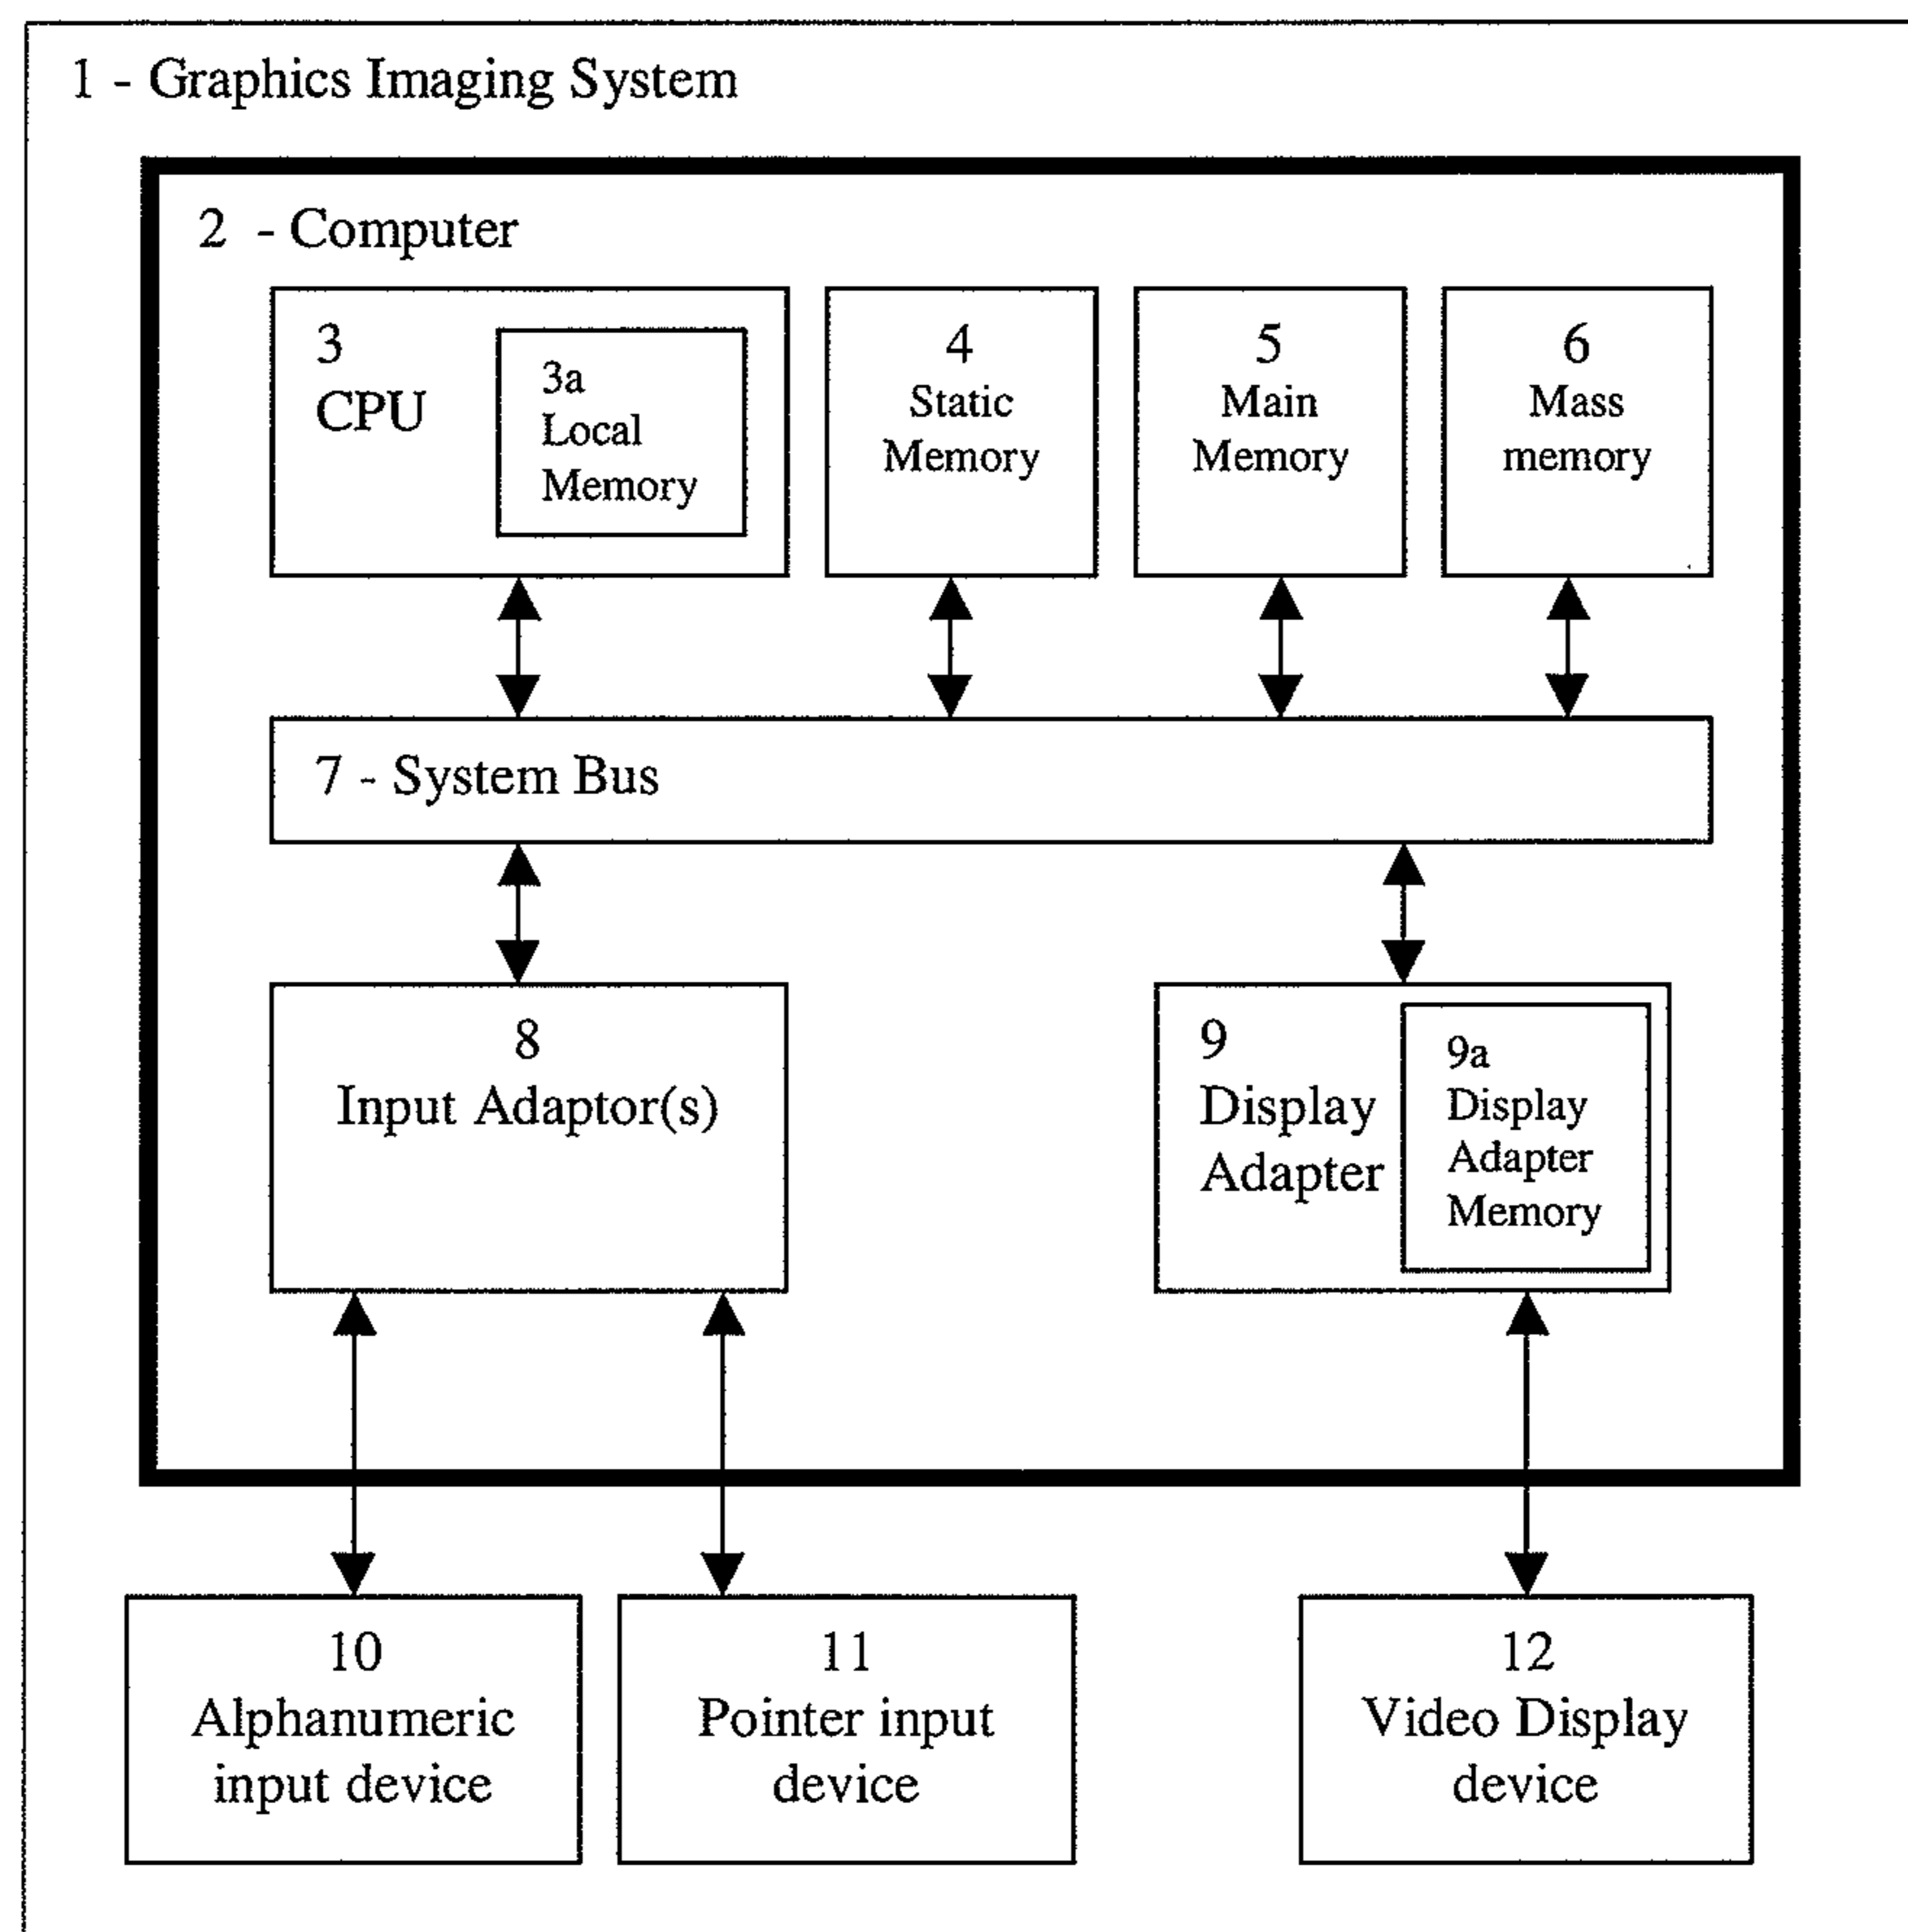 1 - Graphics Imaging System
2 - Computer
3
CPU
3a
Local
Memory
4
Static
Memory
5
Main
Memory
6
Mass
memory
7 - System Bus
8
Input Adaptor(s)
9
Display
Adapter
9a
Display
Adapter
Memory
10
Alphanumeric
input device
11
Pointer input
device
12
Video Display
device